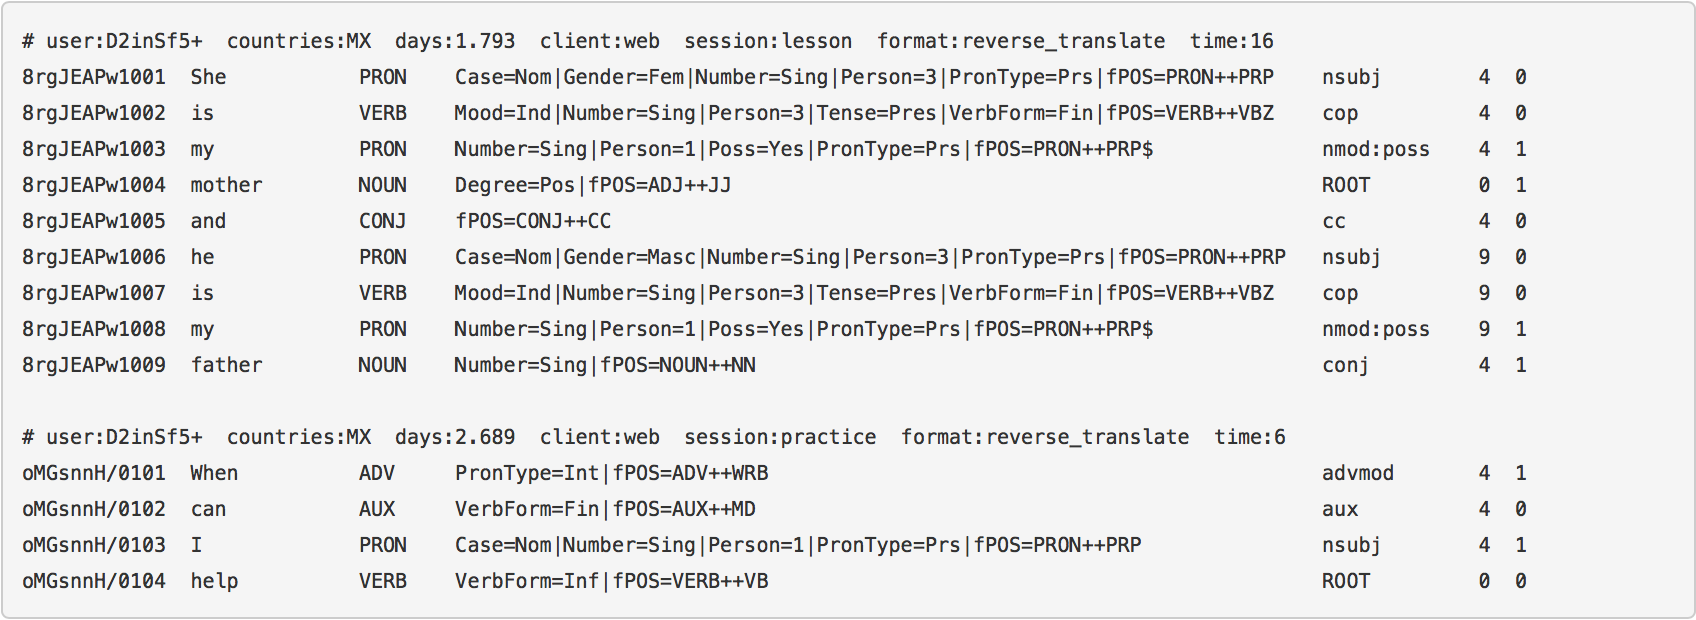 # user:D2inSf5+  countries:MX  days:1.793  client:web  session:lesson  format:reverse_translate  time:16
8rgJEAPw1001  She           PRON    Case=Nom|Gender=Fem|Number=Sing|Person=3|PronType=Prs|fPOS=PRON++PRP    nsubj        4  0
8rgJEAPw1002  is            VERB    Mood=Ind|Number=Sing|Person=3|Tense=Pres|VerbForm=Fin|fPOS=VERB++VBZ    cop          4  0
8rgJEAPw1003  my            PRON    Number=Sing|Person=1|Poss=Yes|PronType=Prs|fPOS=PRON++PRP$              nmod:poss    4  1
8rgJEAPw1004  mother        NOUN    Degree=Pos|fPOS=ADJ++JJ                                                 ROOT         0  1
8rgJEAPw1005  and           CONJ    fPOS=CONJ++CC                                                           cc           4  0
8rgJEAPw1006  he            PRON    Case=Nom|Gender=Masc|Number=Sing|Person=3|PronType=Prs|fPOS=PRON++PRP   nsubj        9  0
8rgJEAPw1007  is            VERB    Mood=Ind|Number=Sing|Person=3|Tense=Pres|VerbForm=Fin|fPOS=VERB++VBZ    cop          9  0
8rgJEAPw1008  my            PRON    Number=Sing|Person=1|Poss=Yes|PronType=Prs|fPOS=PRON++PRP$              nmod:poss    9  1
8rgJEAPw1009  father        NOUN    Number=Sing|fPOS=NOUN++NN                                               conj         4  1

# user:D2inSf5+  countries:MX  days:2.689  client:web  session:practice  format:reverse_translate  time:6
oMGsnnH/0101  When          ADV     PronType=Int|fPOS=ADV++WRB                                              advmod       4  1
oMGsnnH/0102  can           AUX     VerbForm=Fin|fPOS=AUX++MD                                               aux          4  0
oMGsnnH/0103  I             PRON    Case=Nom|Number=Sing|Person=1|PronType=Prs|fPOS=PRON++PRP               nsubj        4  1
oMGsnnH/0104  help          VERB    VerbForm=Inf|fPOS=VERB++VB                                              ROOT         0  0